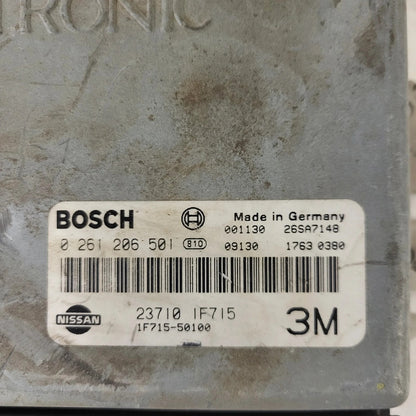 TRONIC
BOSCH Made in Germany
001130 26SA7148
0 261 206 501 B10 09130 1763 0380
NISSAN 23710 1F715 3M
1F715-50100